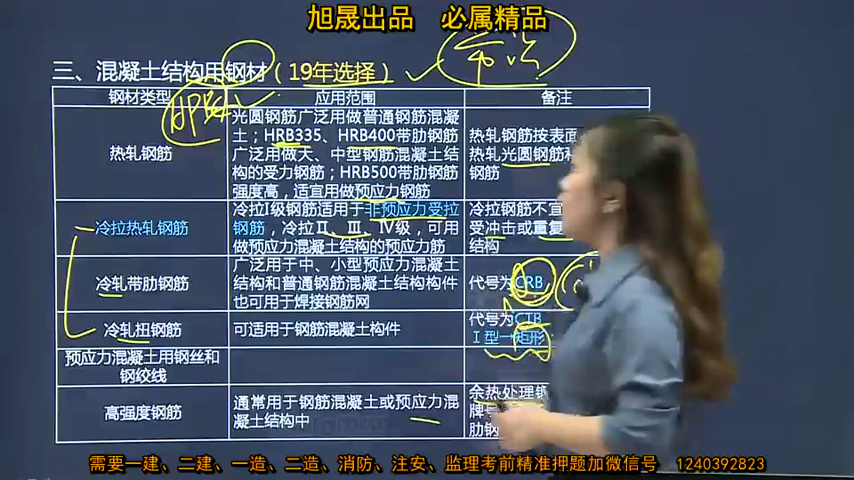 旭晟出品 必属精品
三、混凝土结构用钢材（19年选择）
钢材类型
应用范围
备注
热轧钢筋
光圆钢筋广泛用做普通钢筋混凝
土；HRB335、HRB400带肋钢筋
广泛用做大、中型钢筋混凝土结
构的受力钢筋；HRB500带肋钢筋
强度高，适宜用做预应力钢筋
热轧钢筋按表面
热轧光圆钢筋
钢筋
冷拉热轧钢筋
冷拉Ⅰ级钢筋适用于非预应力受拉
钢筋，冷拉Ⅱ、Ⅲ、Ⅳ级，可用
做预应力混凝土结构的预应力筋
冷拉钢筋不宜
受冲击或重复
结构
冷轧带肋钢筋
广泛用于中、小型预应力混凝土
结构和普通钢筋混凝土结构构件
也可用于焊接钢筋网
代号为CRB，
冷轧扭钢筋
可适用于钢筋混凝土构件
代号为CTB
Ⅰ型一矩形
预应力混凝土用钢丝和
钢绞线
高强度钢筋
通常用于钢筋混凝土或预应力混
凝土结构中
余热处理钢
牌号
肋钢
需要一建、二建、一造、二造、消防、注安、监理考前精准押题加微信号 1240392823